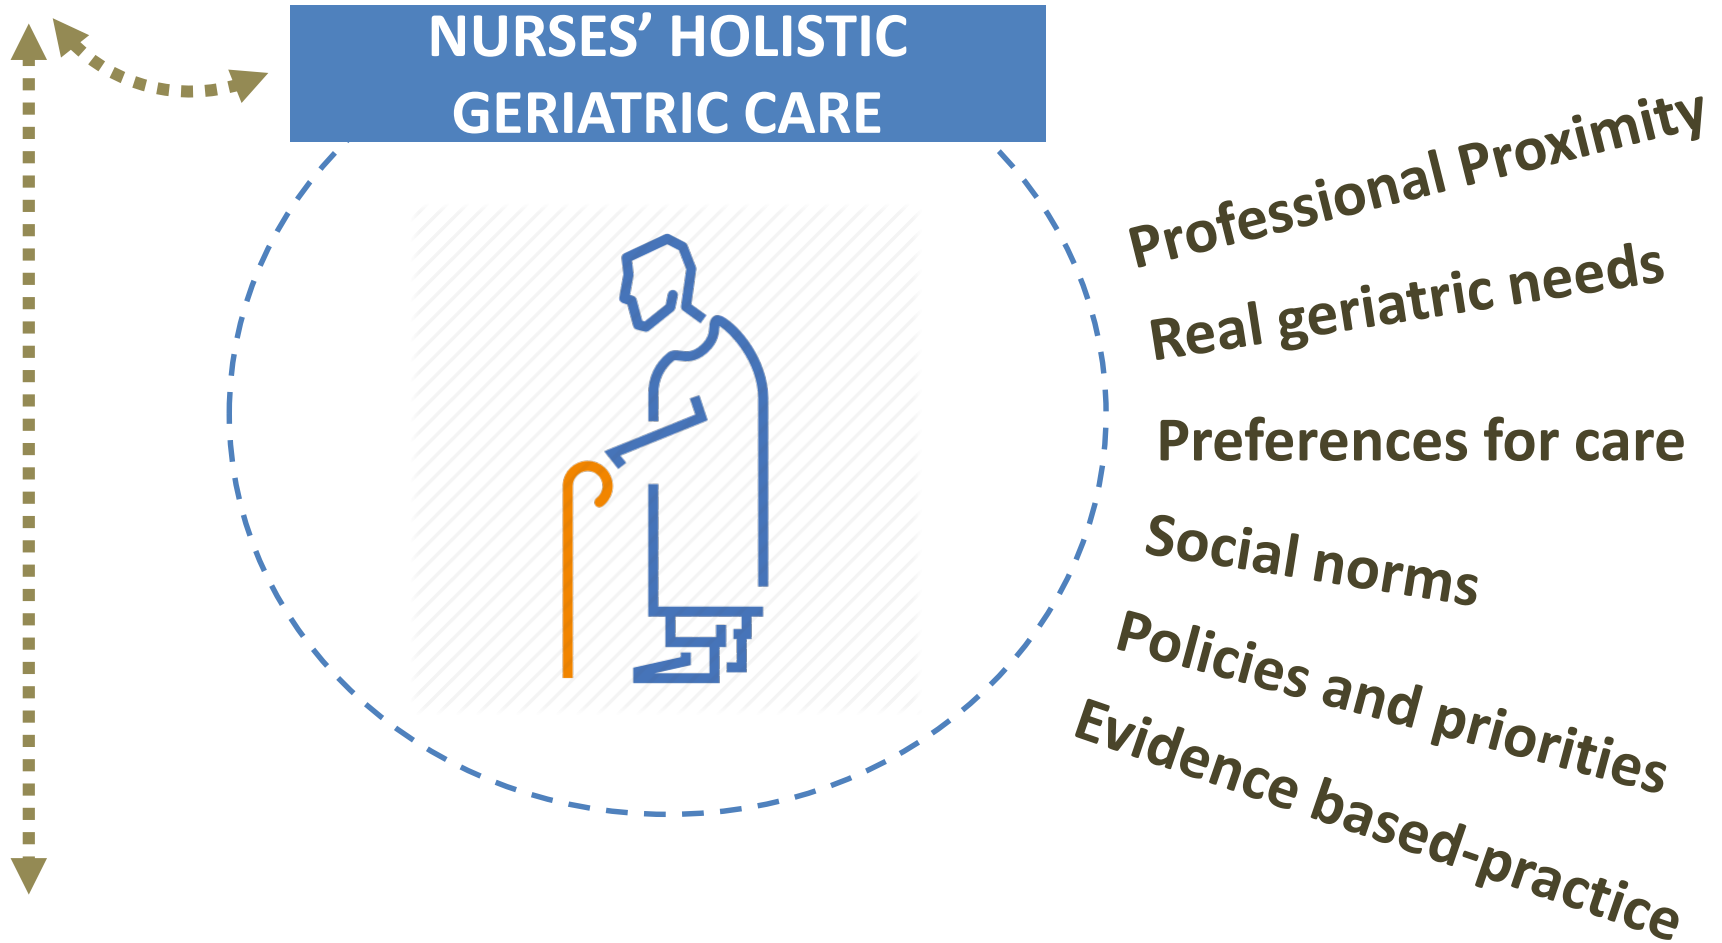 NURSES’ HOLISTIC
GERIATRIC CARE
Professional Proximity
Real geriatric needs
Preferences for care
Social norms
Policies and priorities
Evidence based-practice